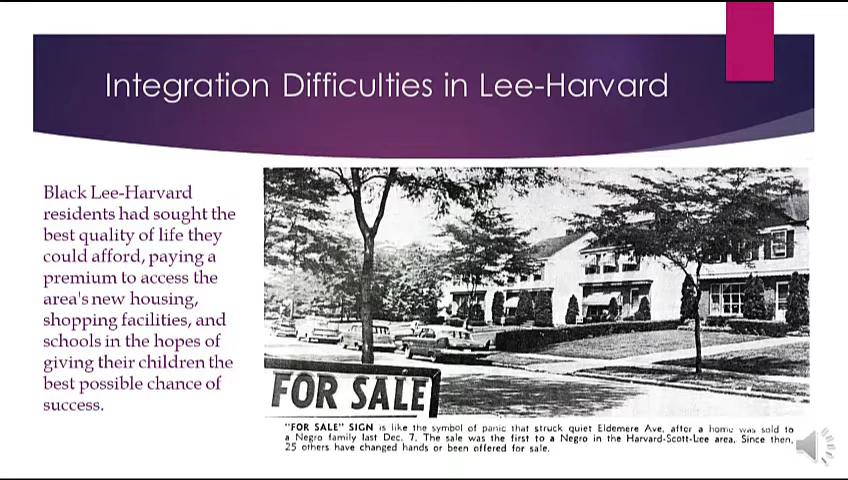 Integration Difficulties in Lee-Harvard
Black Lee-Harvard
residents had sought the
best quality of life they
could afford, paying a
premium to access the
area's new housing,
shopping facilities, and
schools in the hopes of
giving their children the
best possible chance of
success.
FOR SALE
"FOR SALE" SIGN is like the symbol of panic that struck quiet Eldemere Ave. after a home was sold to
a Negro family last Dec. 7. The sale was the first to a Negro in the Harvard-Scott-Lee area. Since then,
25 others have changed hands or been offered for sale.